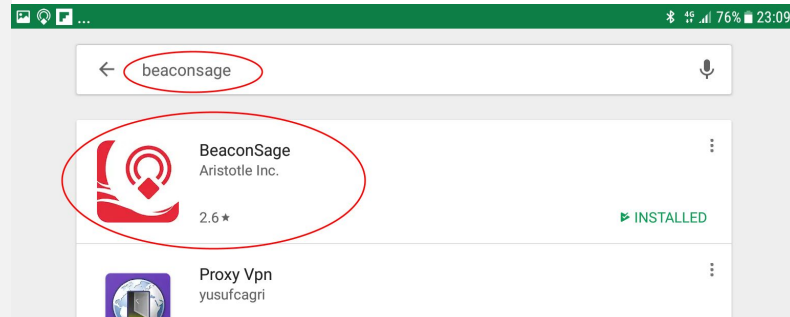 ... 4G 76% 23:09
beaconsage
BeaconSage
Aristotle Inc.
2.6★
INSTALLED
Proxy Vpn
yusufcagri